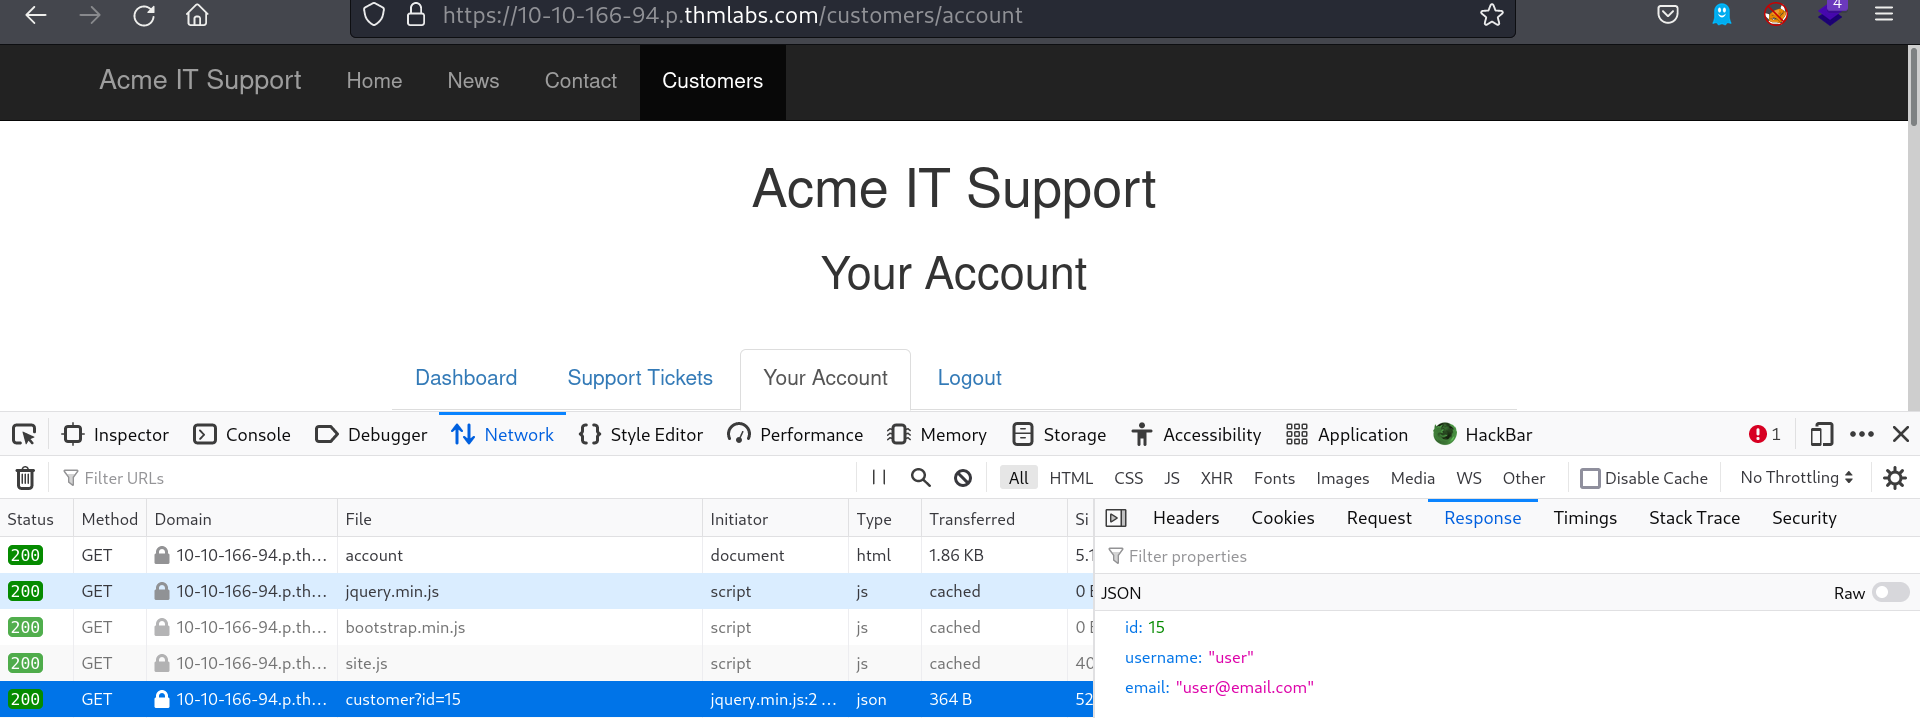 https://10-10-166-94.p.thmlabs.com/customers/account
4
Acme IT Support Home News Contact Customers
Acme IT Support
Your Account
Dashboard Support Tickets Your Account Logout
Inspector Console Debugger Network Style Editor Performance Memory Storage Accessibility Application HackBar 1
Filter URLs All HTML CSS JS XHR Fonts Images Media WS Other Disable Cache No Throttling
Status Method Domain File Initiator Type Transferred Si
Headers Cookies Request Response Timings Stack Trace Security
200 GET 10-10-166-94.p.th... account document html 1.86 KB 5.1
Filter properties
200 GET 10-10-166-94.p.th... jquery.min.js script js cached 0 B
JSON Raw
200 GET 10-10-166-94.p.th... bootstrap.min.js script js cached 0 B
id: 15
200 GET 10-10-166-94.p.th... site.js script js cached 40
username: "user"
200 GET 10-10-166-94.p.th... customer?id=15 jquery.min.js:2 ... json 364 B 52
email: "user@email.com"